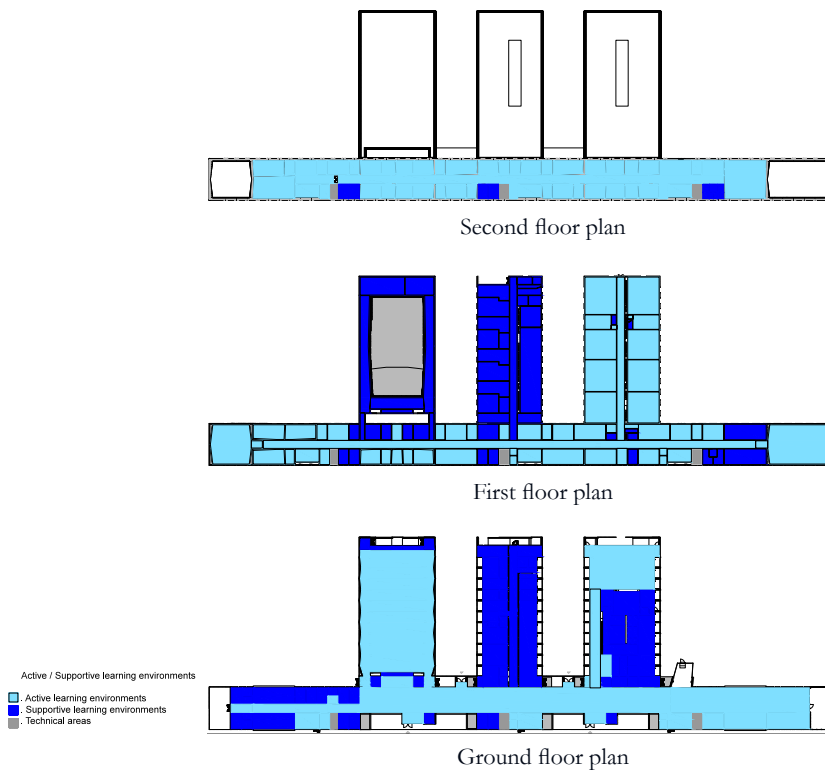 Second floor plan
First floor plan
Active / Supportive learning environments
. Active learning environments
. Supportive learning environments
. Technical areas
Ground floor plan